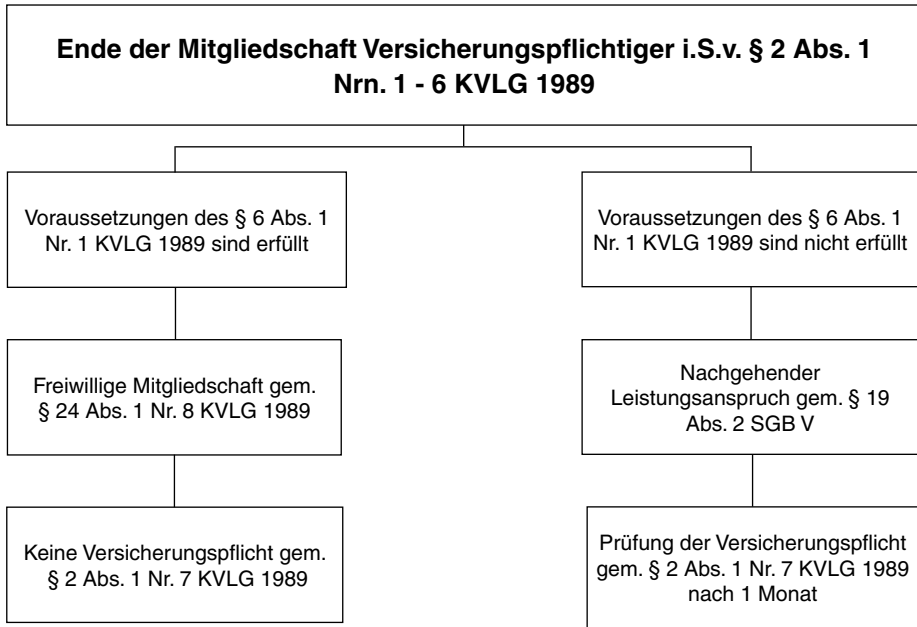 Ende der Mitgliedschaft Versicherungspflichtiger i.S.v. § 2 Abs. 1
Nrn. 1 - 6 KVLG 1989
Voraussetzungen des § 6 Abs. 1
Nr. 1 KVLG 1989 sind erfüllt
Freiwillige Mitgliedschaft gem.
§ 24 Abs. 1 Nr. 8 KVLG 1989
Keine Versicherungspflicht gem.
§ 2 Abs. 1 Nr. 7 KVLG 1989
Voraussetzungen des § 6 Abs. 1
Nr. 1 KVLG 1989 sind nicht erfüllt
Nachgehender
Leistungsanspruch gem. § 19
Abs. 2 SGB V
Prüfung der Versicherungspflicht
gem. § 2 Abs. 1 Nr. 7 KVLG 1989
nach 1 Monat